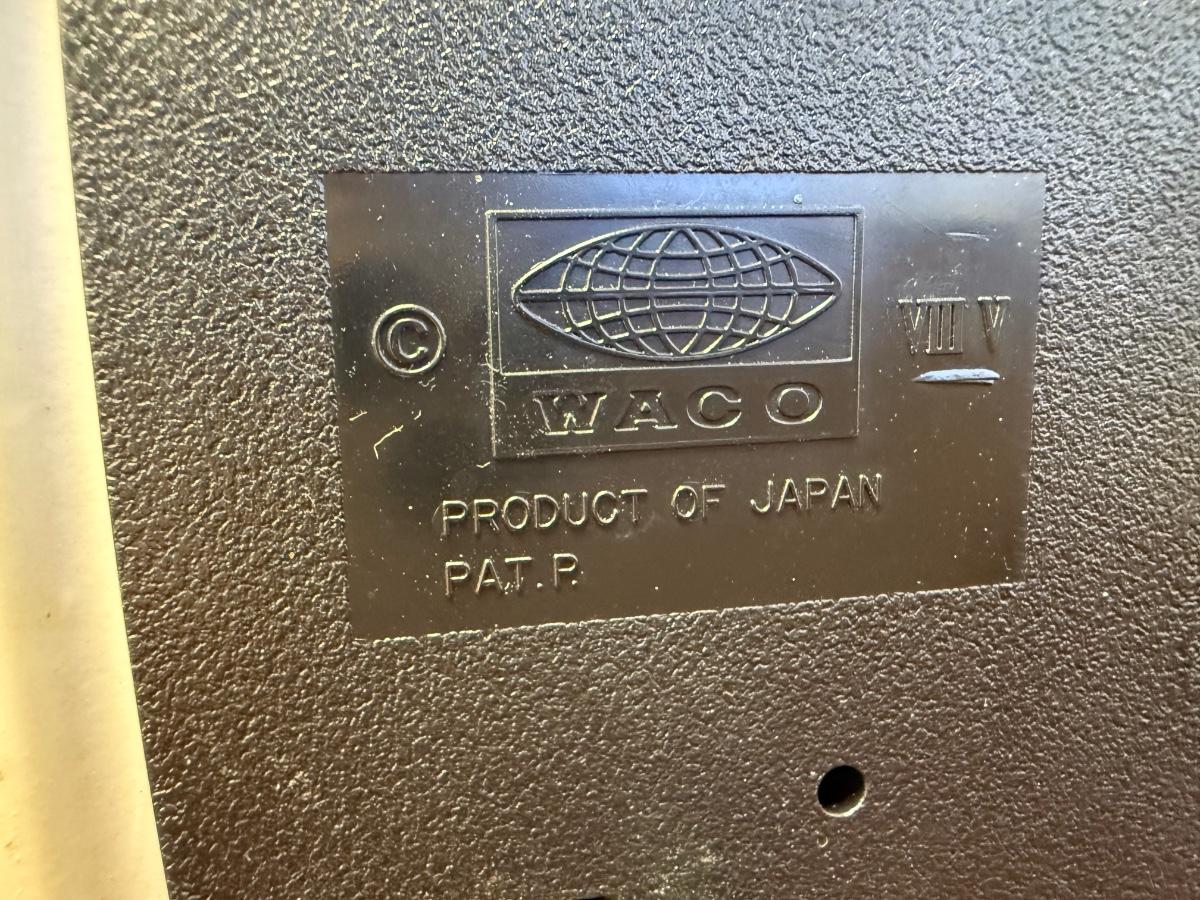 ©
WACO
VIII V
PRODUCT OF JAPAN
PAT. P.